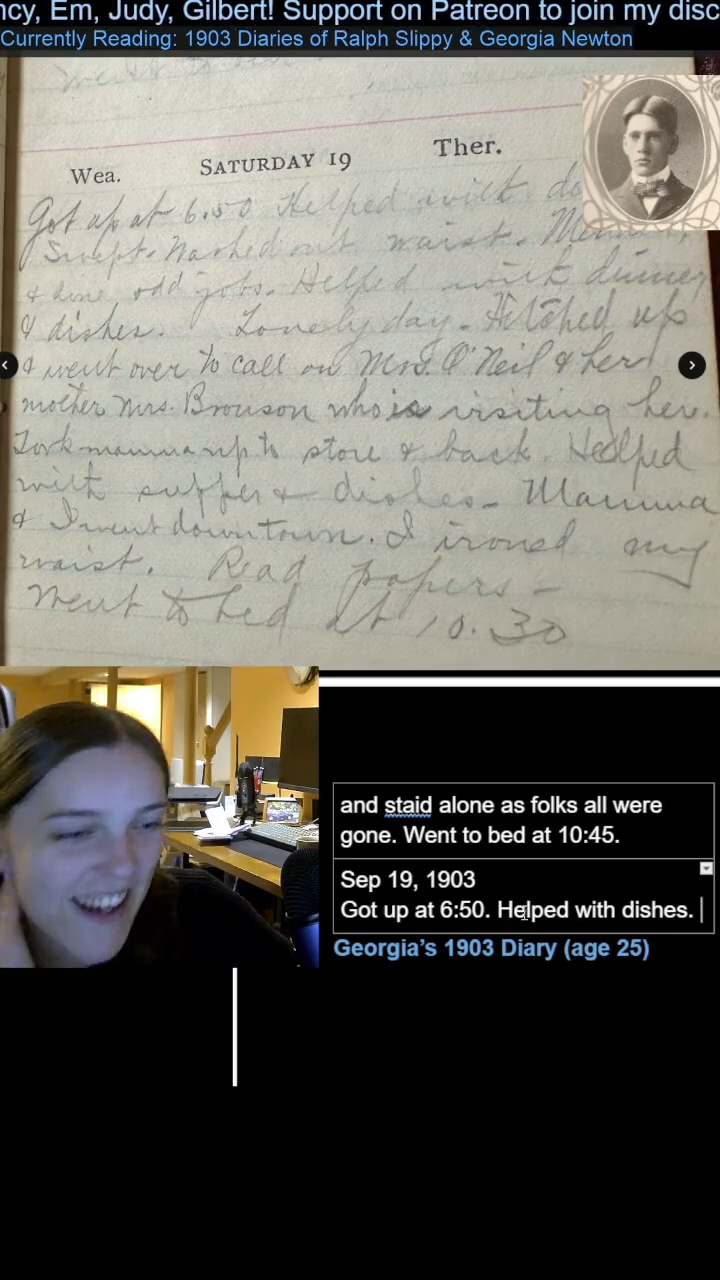 ncy, Em, Judy, Gilbert! Support on Patreon to join my disc
Currently Reading: 1903 Diaries of Ralph Slippy & Georgia Newton
Wea. SATURDAY 19 Ther.
Got up at 6.50 Helped with
Swept. Washed out waist.
& done odd jobs. Helped with dinner
& dishes. Lonely day. Hitched up
& went over to call on Mrs. O'Neil & her
mother Mrs. Bronson who is visiting her.
Took mamma up to store & back. Helped
with supper & dishes - Mamma
& I went down town. I ironed my
waist. Read papers -
Went to bed at 10.30
and staid alone as folks all were
gone. Went to bed at 10:45.
Sep 19, 1903
Got up at 6:50. Helped with dishes.
Georgia's 1903 Diary (age 25)